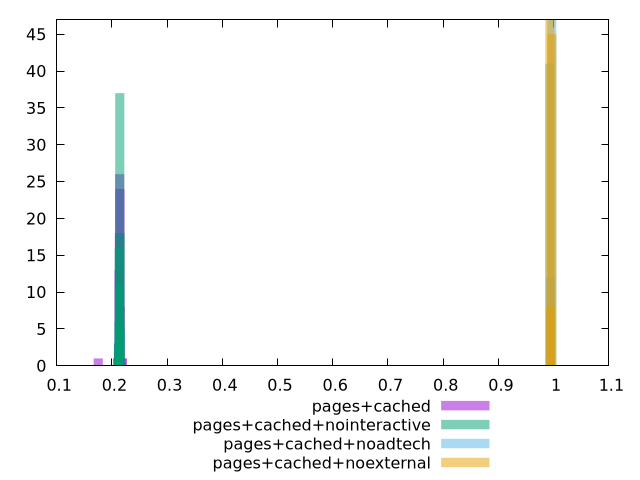 45
40
35
30
25
20
15
10
5
0
0.1 0.2 0.3 0.4 0.5 0.6 0.7 0.8 0.9 1 1.1
pages+cached
pages+cached+nointeractive
pages+cached+noadtech
pages+cached+noexternal